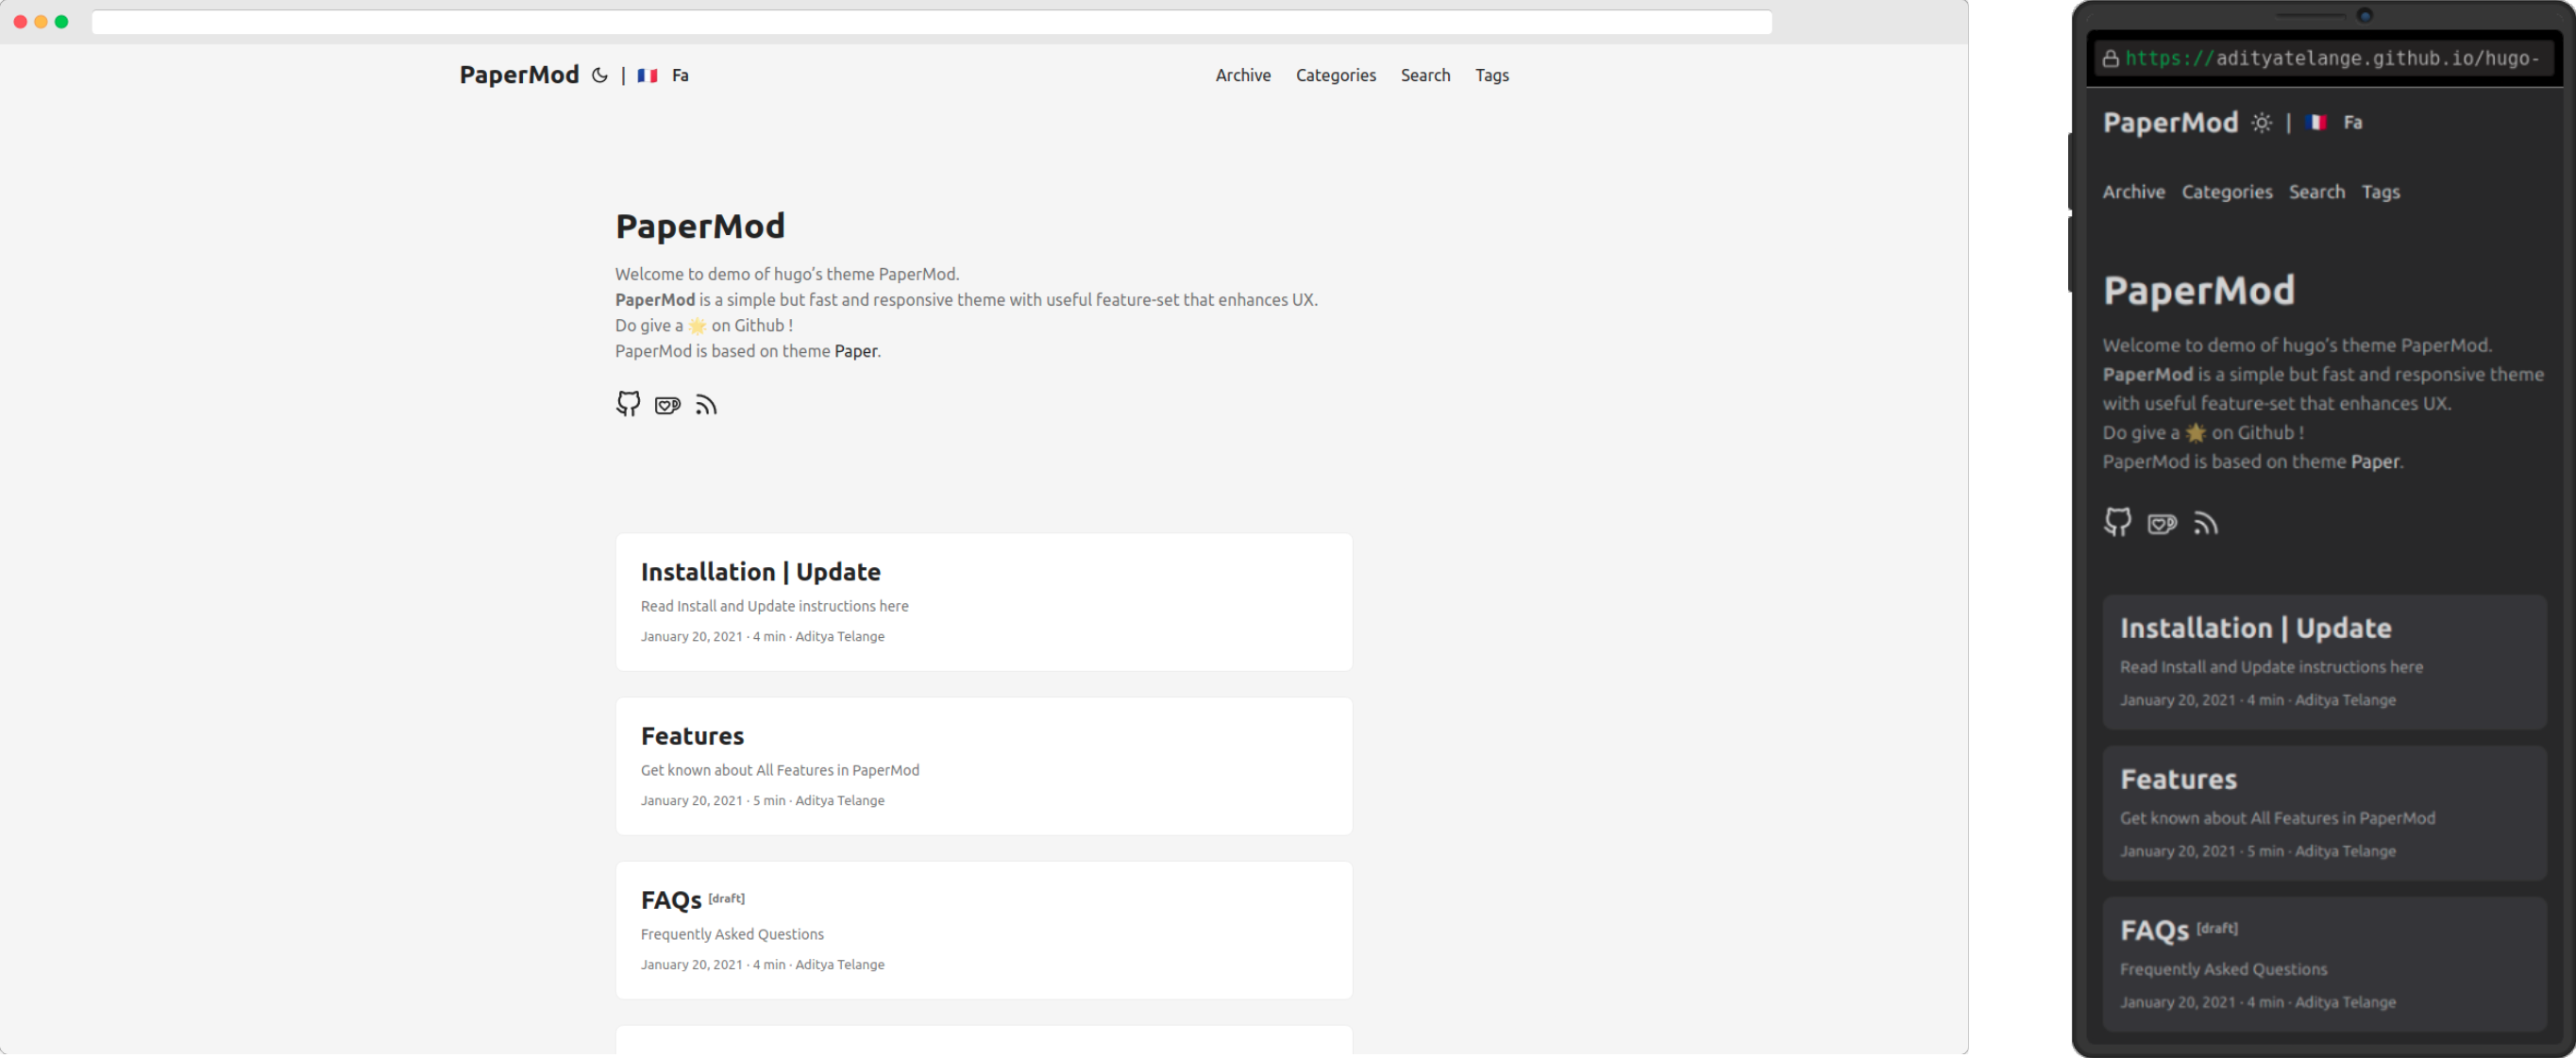 PaperMod | 🇫🇷 Fa
Archive Categories Search Tags
PaperMod
Welcome to demo of hugo’s theme PaperMod.
PaperMod is a simple but fast and responsive theme with useful feature-set that enhances UX.
Do give a 🌟 on Github !
PaperMod is based on theme Paper.
Installation | Update
Read Install and Update instructions here
January 20, 2021 · 4 min · Aditya Telange
Features
Get known about All Features in PaperMod
January 20, 2021 · 5 min · Aditya Telange
FAQs [draft]
Frequently Asked Questions
January 20, 2021 · 4 min · Aditya Telange
https://adityatelange.github.io/hugo-
PaperMod | 🇫🇷 Fa
Archive Categories Search Tags
PaperMod
Welcome to demo of hugo’s theme PaperMod.
PaperMod is a simple but fast and responsive theme
with useful feature-set that enhances UX.
Do give a 🌟 on Github !
PaperMod is based on theme Paper.
Installation | Update
Read Install and Update instructions here
January 20, 2021 · 4 min · Aditya Telange
Features
Get known about All Features in PaperMod
January 20, 2021 · 5 min · Aditya Telange
FAQs [draft]
Frequently Asked Questions
January 20, 2021 · 4 min · Aditya Telange